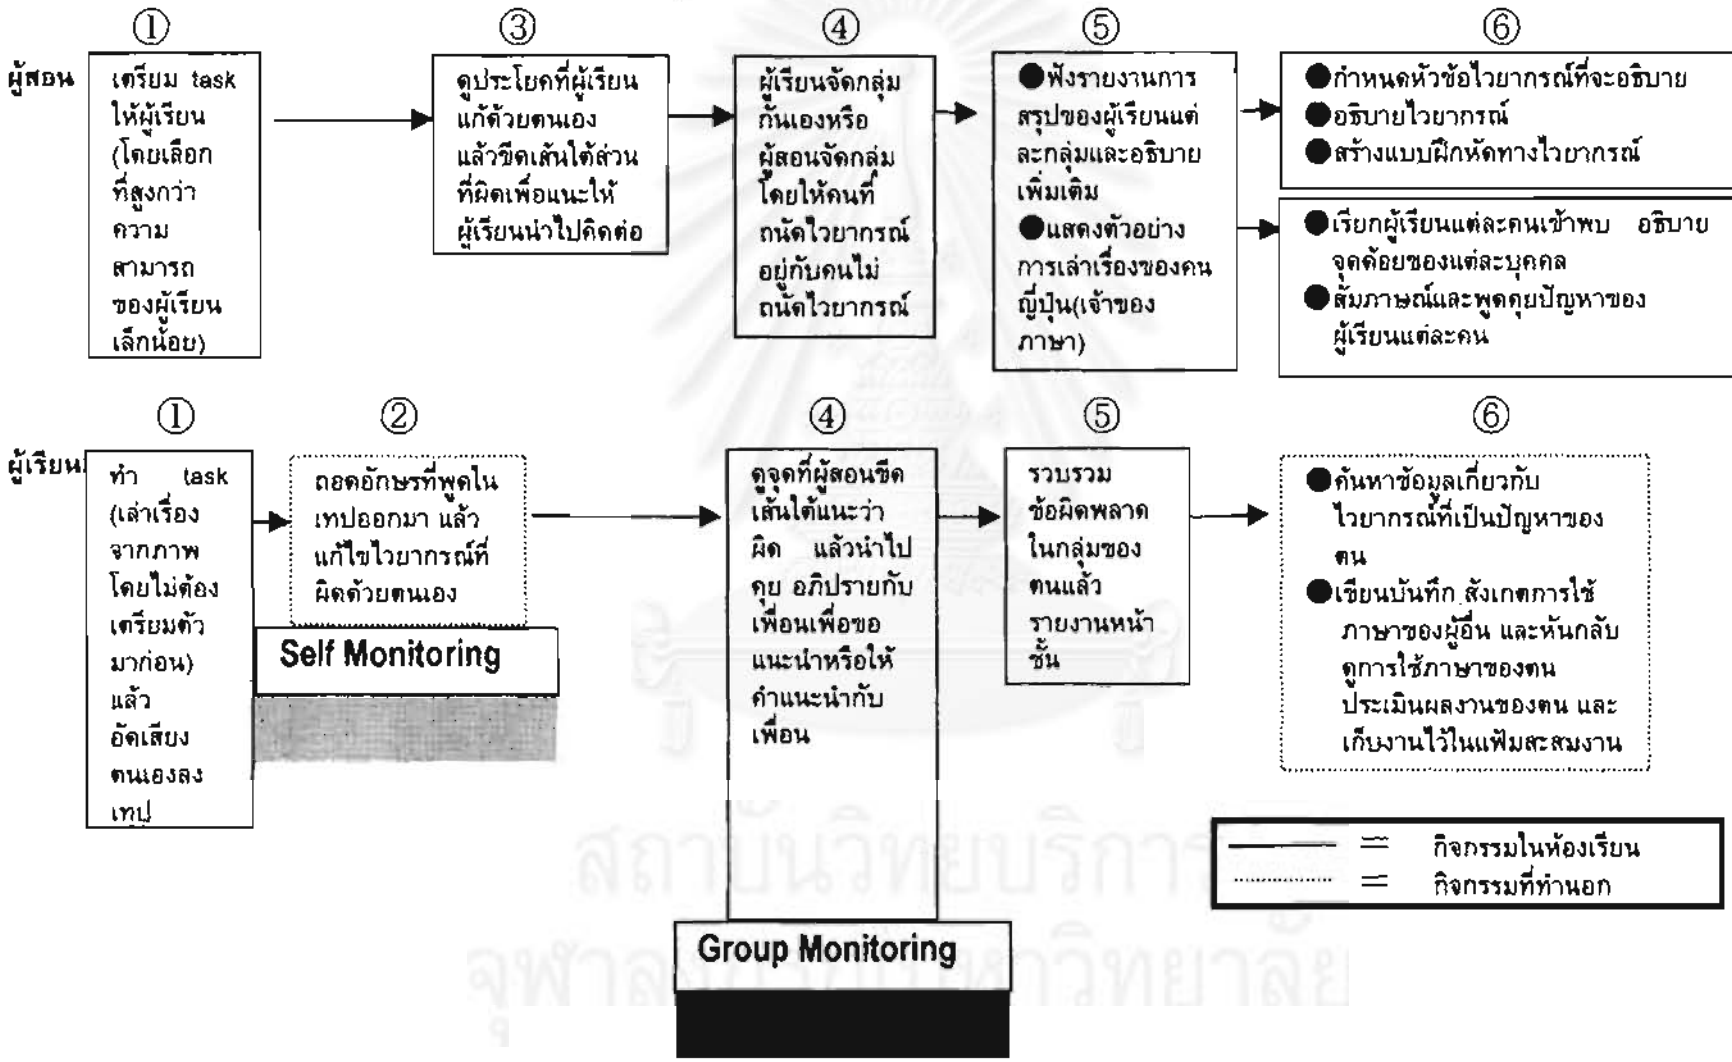 ① ③ ④ ⑤ ⑥
ผู้สอน
เตรียม task
ให้ผู้เรียน
(โดยเลือก
ที่สูงกว่า
ความ
สามารถ
ของผู้เรียน
เล็กน้อย)
ดูประโยคที่ผู้เรียน
แก้ด้วยตนเอง
แล้วขีดเส้นใต้ส่วน
ที่ผิดเพื่อแนะให้
ผู้เรียนนำไปคิดต่อ
ผู้เรียนจัดกลุ่ม
กันเองหรือ
ผู้สอนจัดกลุ่ม
โดยให้คนที่
ถนัดไวยากรณ์
อยู่กับคนไม่
ถนัดไวยากรณ์
●ฟังรายงานการ
สรุปของผู้เรียนแต่
ละกลุ่มและอธิบาย
เพิ่มเติม
●แสดงตัวอย่าง
การเล่าเรื่องของคน
ญี่ปุ่น(เจ้าของ
ภาษา)
●กำหนดหัวข้อไวยากรณ์ที่จะอธิบาย
●อธิบายไวยากรณ์
●สร้างแบบฝึกหัดทางไวยากรณ์
●เรียกผู้เรียนแต่ละคนเข้าพบ อธิบาย
จุดด้อยของแต่ละบุคคล
●สัมภาษณ์และพูดคุยปัญหาของ
ผู้เรียนแต่ละคน
① ② ④ ⑤ ⑥
ผู้เรียน
ทำ task
(เล่าเรื่อง
จากภาพ
โดยไม่ต้อง
เตรียมตัว
มาก่อน)
แล้ว
อัดเสียง
ตนเองลง
เทป
ถอดอักษรที่พูดใน
เทปออกมา แล้ว
แก้ไขไวยากรณ์ที่
ผิดด้วยตนเอง
Self Monitoring
ดูจุดที่ผู้สอนขีด
เส้นใต้แนะว่า
ผิด แล้วนำไป
คุย อภิปรายกับ
เพื่อนเพื่อขอ
แนะนำหรือให้
คำแนะนำกับ
เพื่อน
Group Monitoring
รวบรวม
ข้อผิดพลาด
ในกลุ่มของ
ตนแล้ว
รายงานหน้า
ชั้น
●ค้นหาข้อมูลเกี่ยวกับ
ไวยากรณ์ที่เป็นปัญหาของ
ตน
●เขียนบันทึก สังเกตการใช้
ภาษาของผู้อื่น และหันกลับ
ดูการใช้ภาษาของตน
ประเมินผลงานของตน และ
เก็บงานไว้ในแฟ้มสะสมงาน
= กิจกรรมในห้องเรียน
= กิจกรรมที่ทำนอก
สถาบันวิทยบริการ